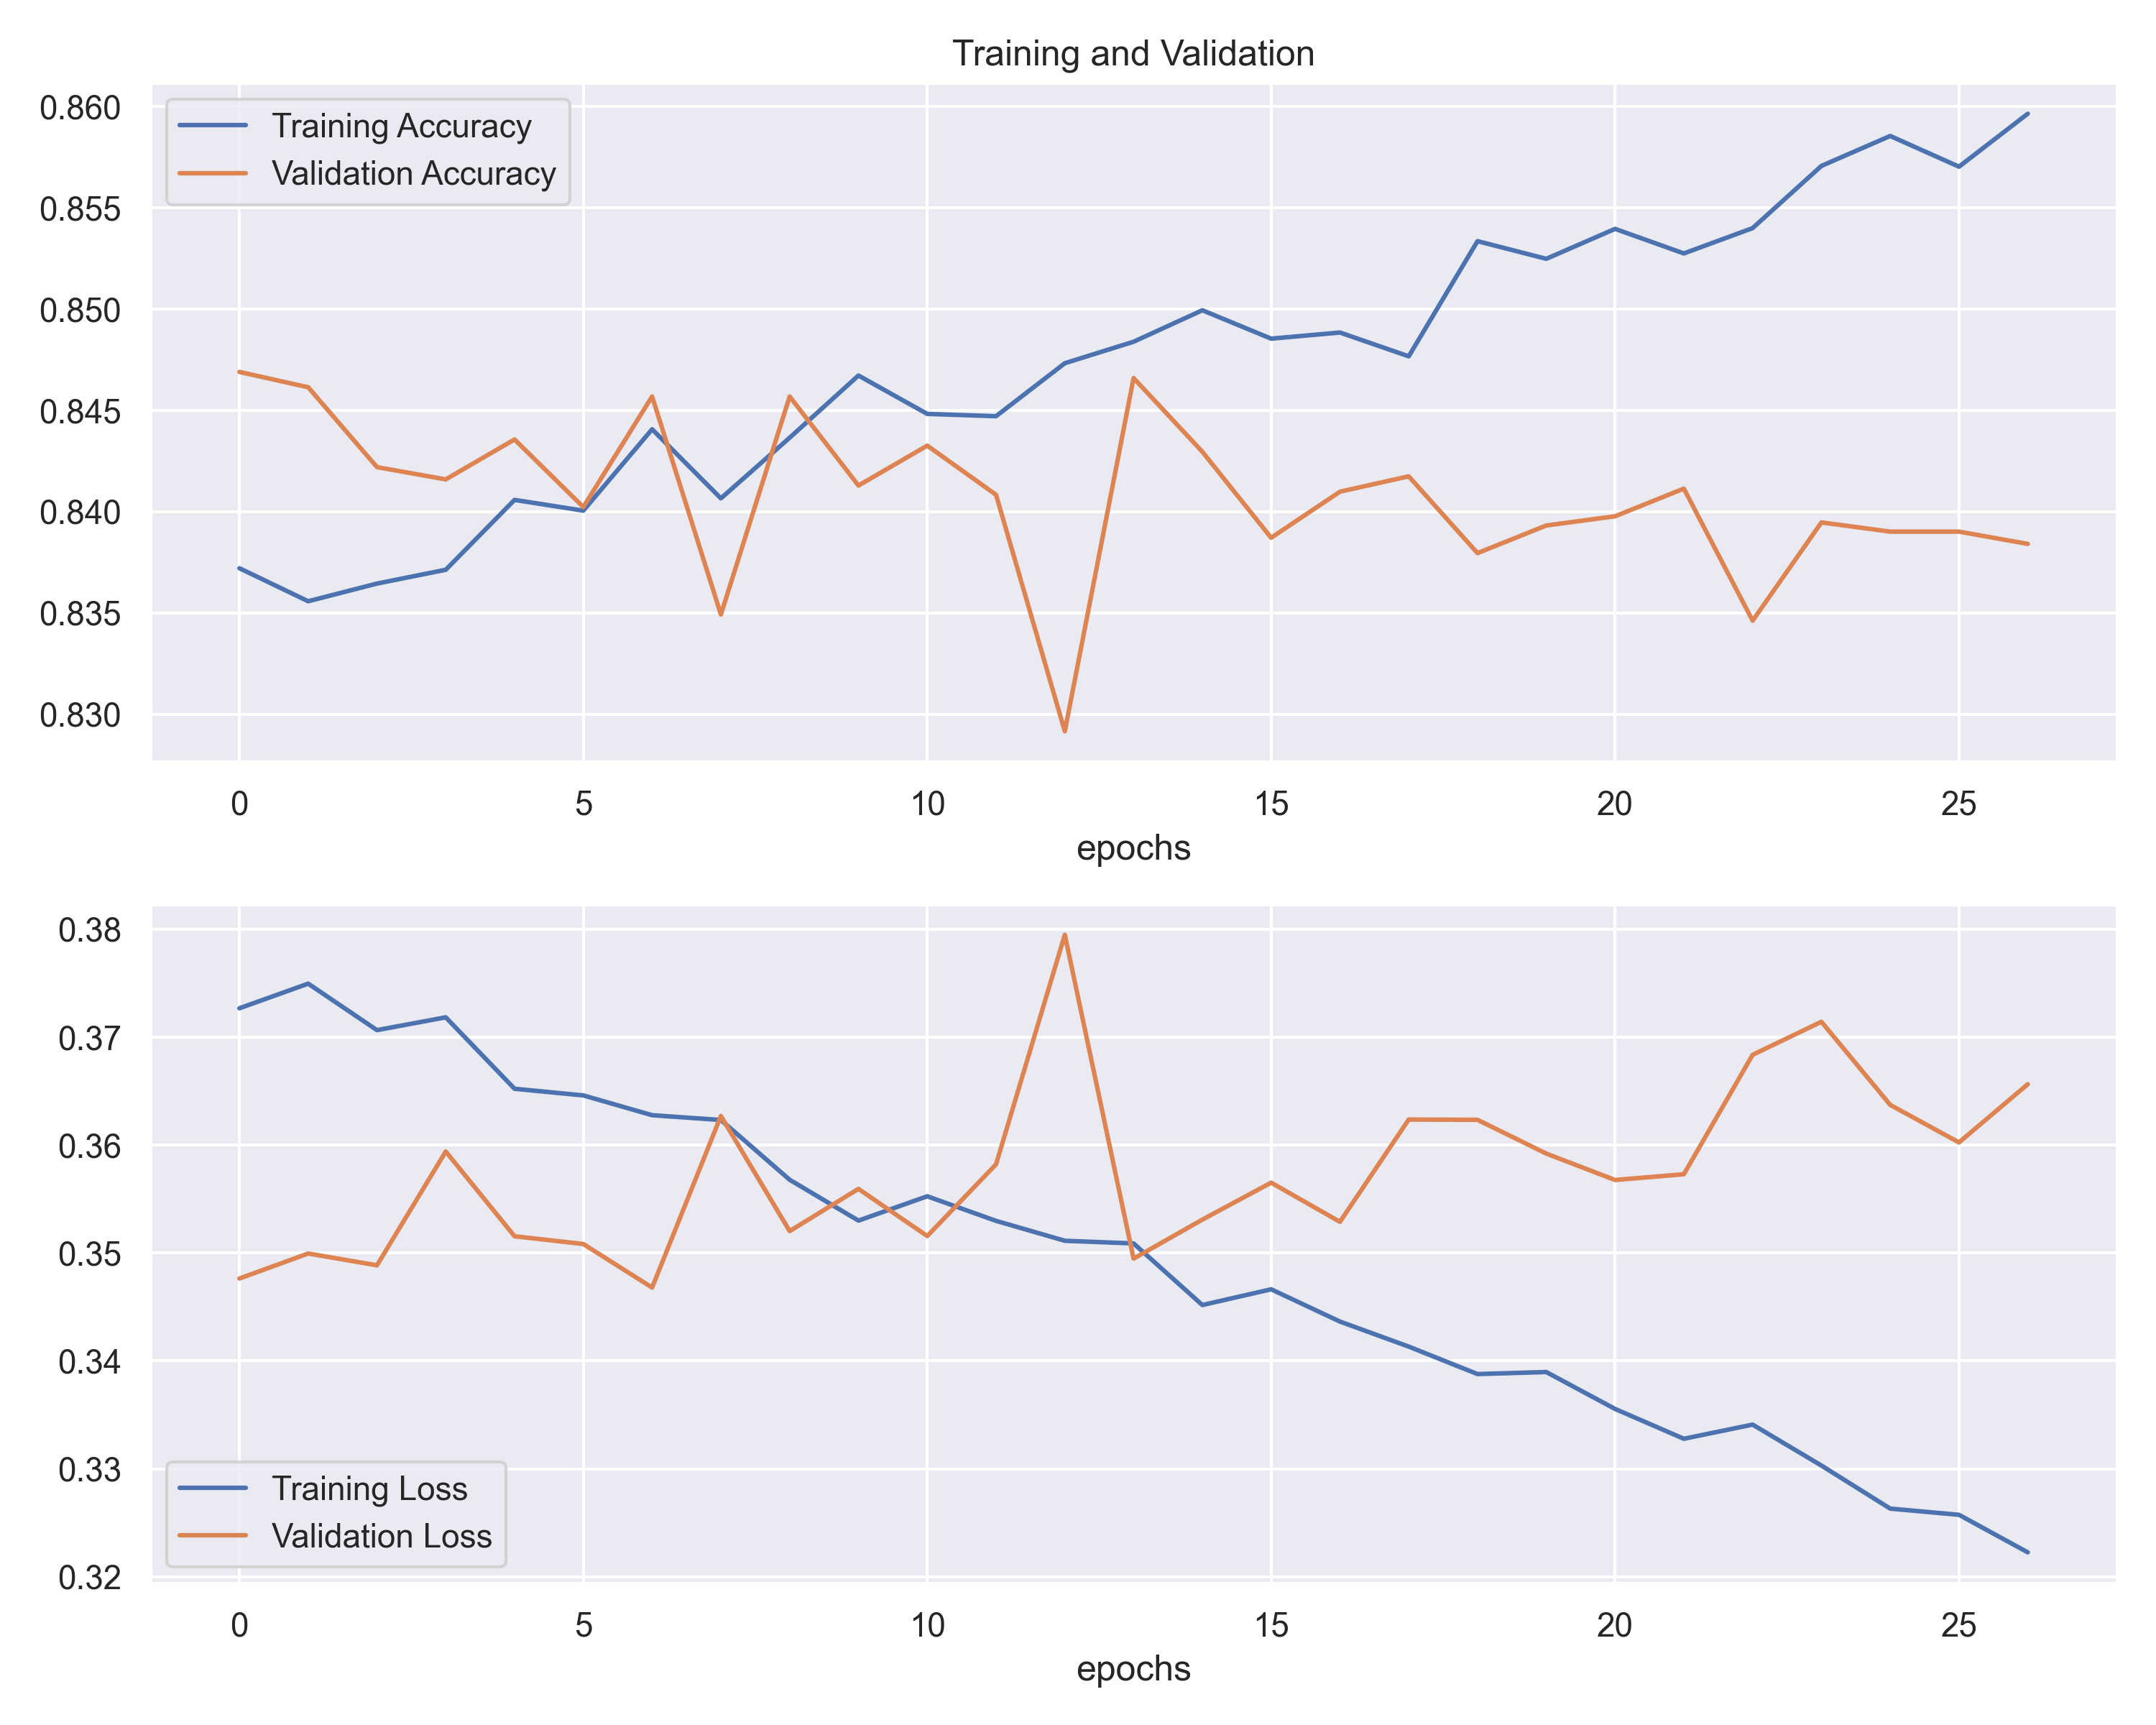 Training and Validation
0.860
0.855
0.850
0.845
0.840
0.835
0.830
Training Accuracy
Validation Accuracy
0 5 10 15 20 25
epochs
0.38
0.37
0.36
0.35
0.34
0.33
0.32
Training Loss
Validation Loss
0 5 10 15 20 25
epochs